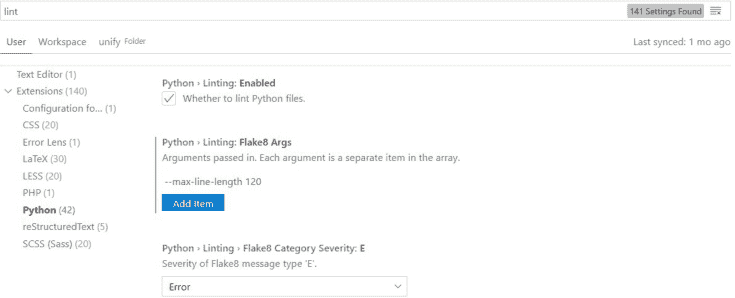 lint
141 Settings Found
User Workspace unify Folder
Last synced: 1 mo ago
Text Editor (1)
Extensions (140)
Configuration fo... (1)
CSS (20)
Error Lens (1)
LaTeX (30)
LESS (20)
PHP (1)
Python (42)
reStructuredText (5)
SCSS (Sass) (20)
Python › Linting: Enabled
Whether to lint Python files.
Python › Linting: Flake8 Args
Arguments passed in. Each argument is a separate item in the array.
--max-line-length 120
Add Item
Python › Linting › Flake8 Category Severity: E
Severity of Flake8 message type 'E'.
Error